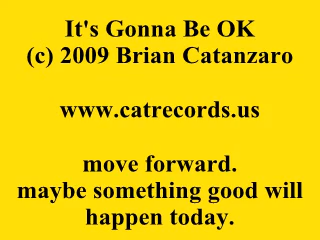 It's Gonna Be OK
(c) 2009 Brian Catanzaro
www.catrecords.us
move forward.
maybe something good will
happen today.